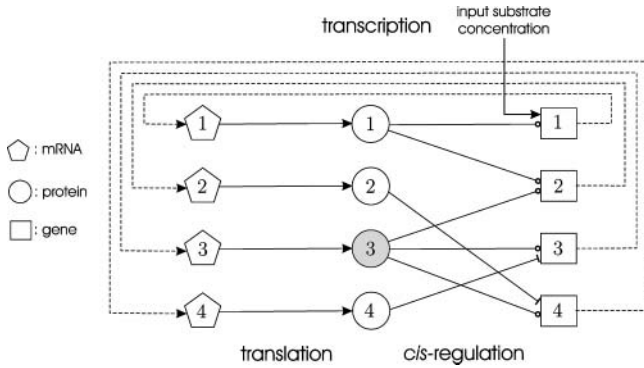 transcription
input substrate
concentration
1 1 1
: mRNA
2 2 2
: protein
: gene
3 3 3
4 4 4
translation
cis-regulation